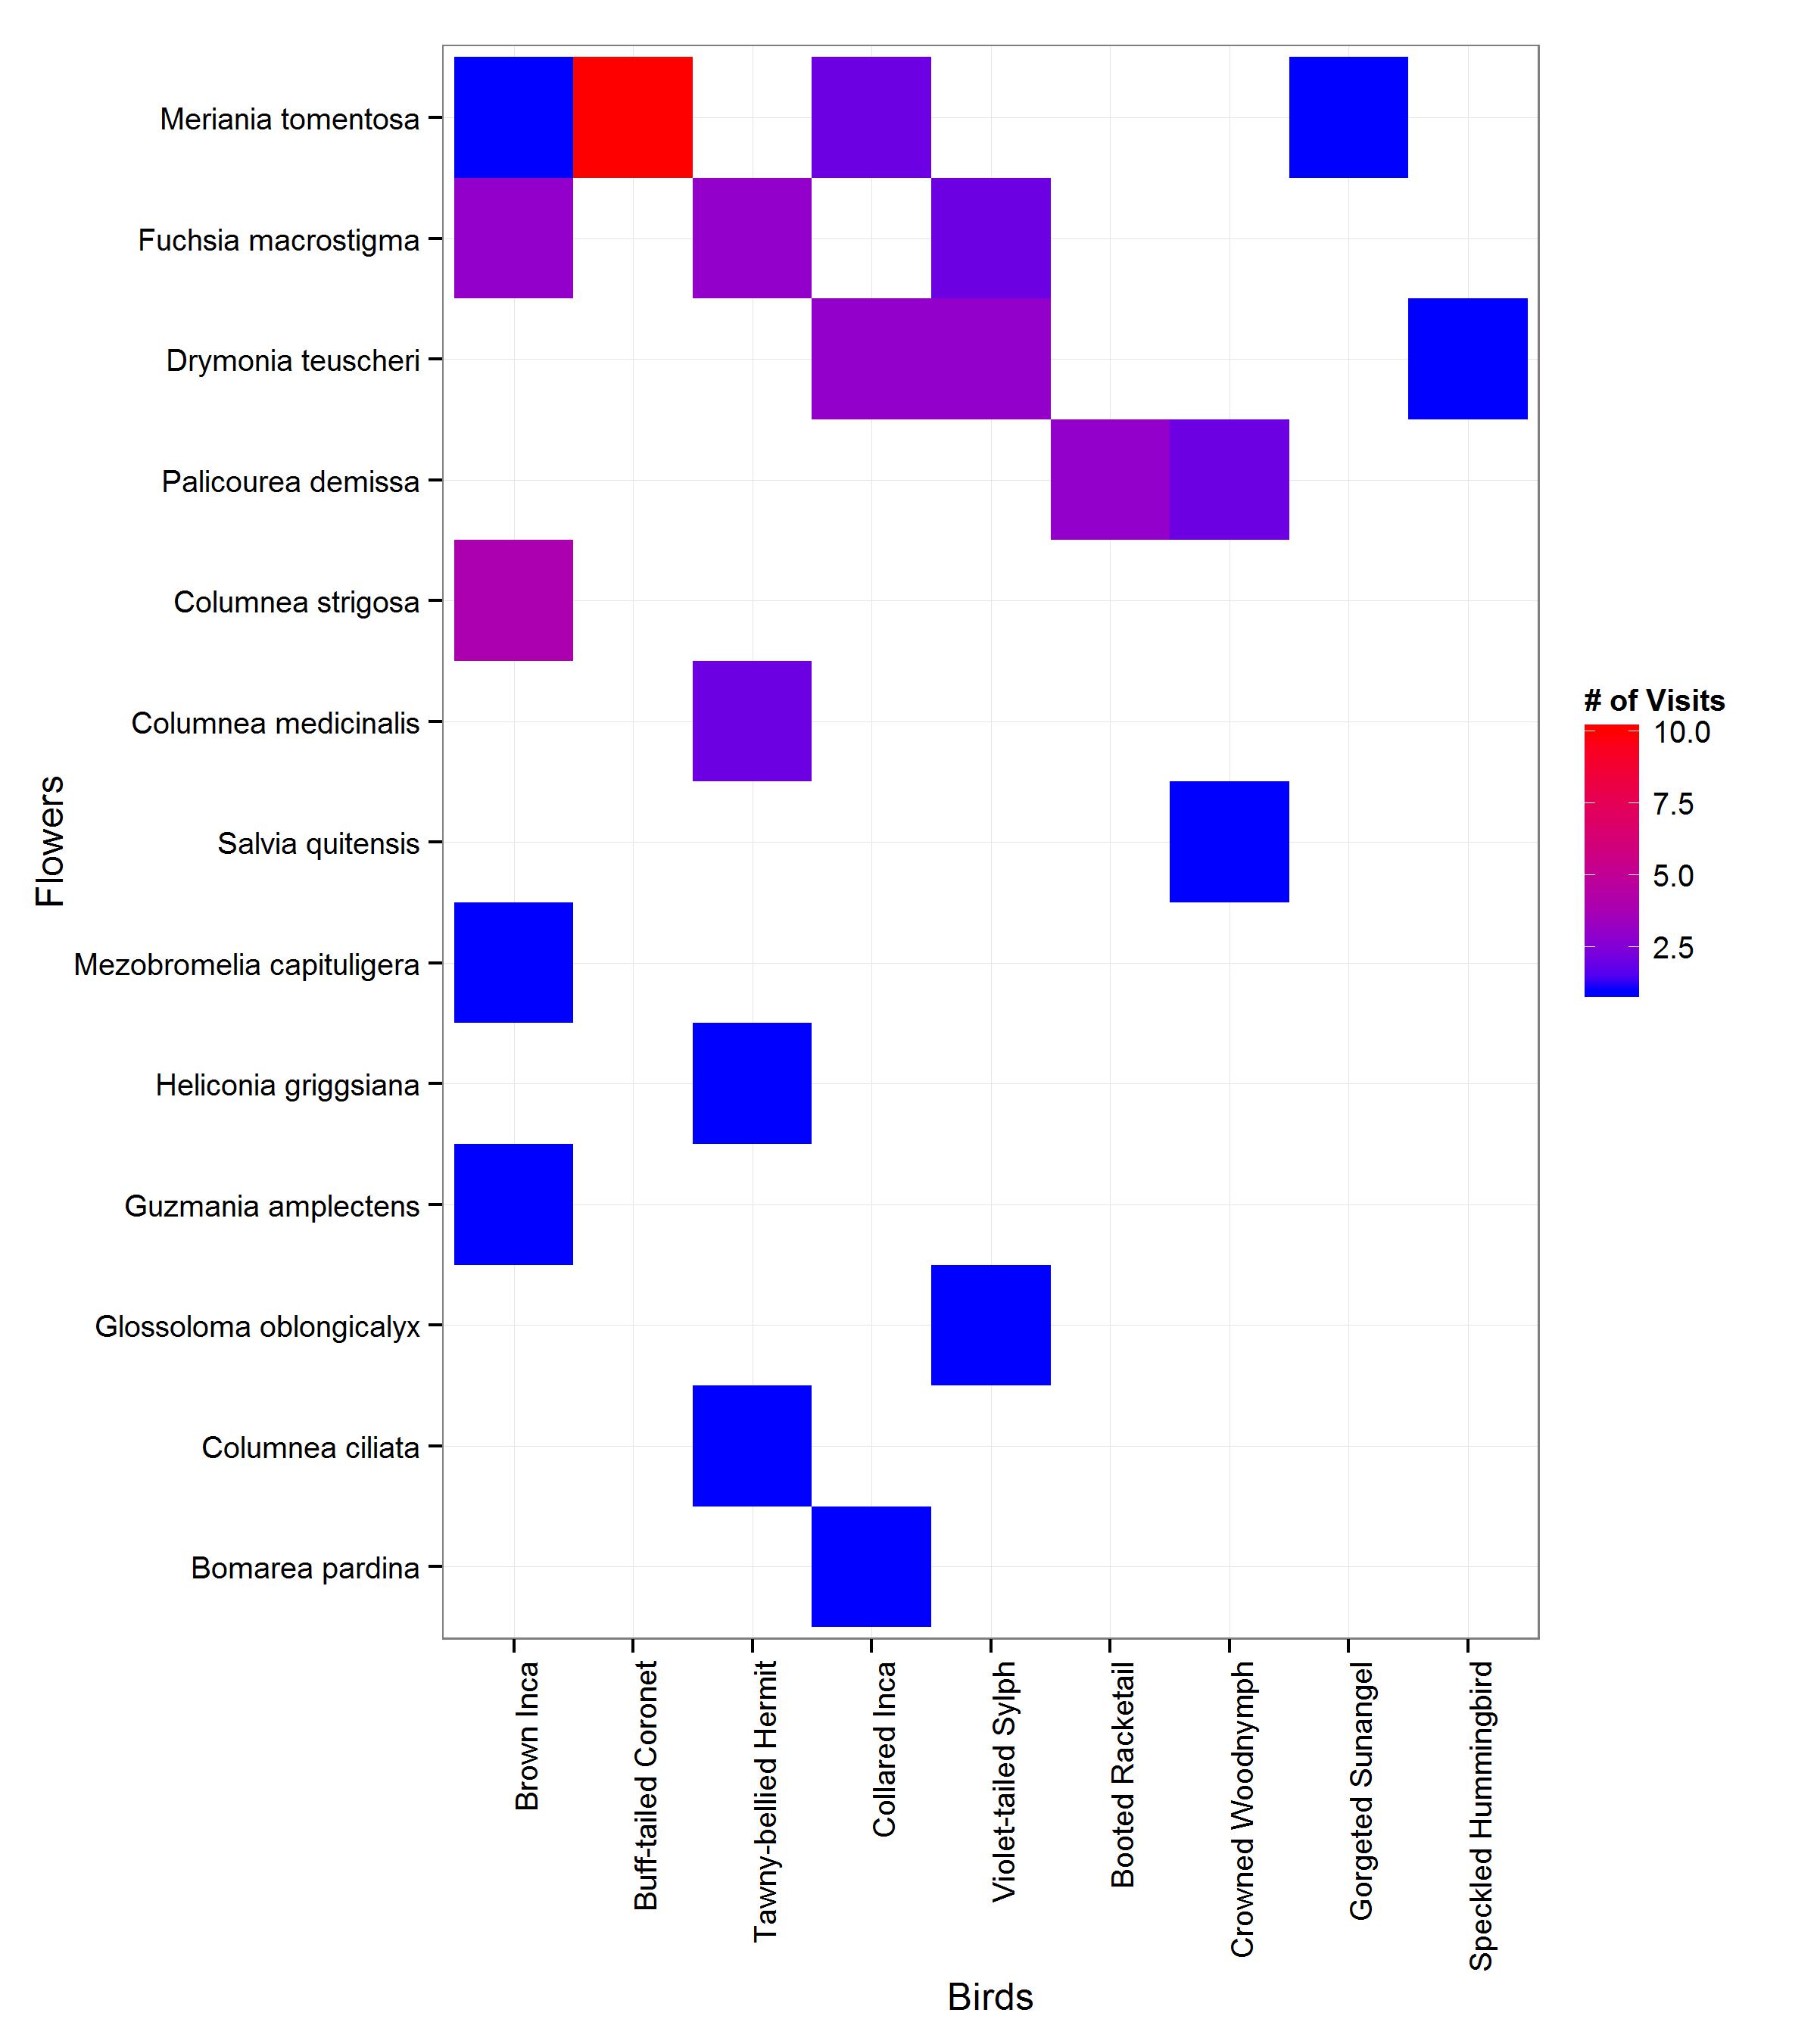 Meriania tomentosa
Fuchsia macrostigma
Drymonia teuscheri
Palicourea demissa
Columnea strigosa
Columnea medicinalis
Salvia quitensis
Mezobromelia capituligera
Heliconia griggsiana
Guzmania amplectens
Glossoloma oblongicalyx
Columnea ciliata
Bomarea pardina
Flowers
Brown Inca
Buff-tailed Coronet
Tawny-bellied Hermit
Collared Inca
Violet-tailed Sylph
Booted Racketail
Crowned Woodnymph
Gorgeted Sunangel
Speckled Hummingbird
Birds
# of Visits
10.0
7.5
5.0
2.5